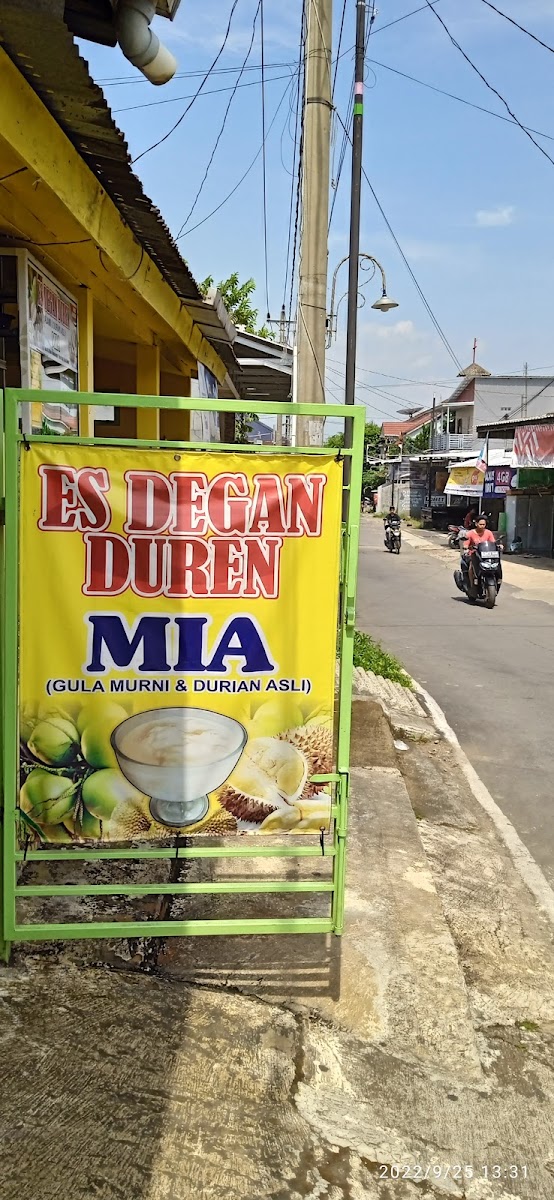 ES DEGAN
DUREN
MIA
(GULA MURNI & DURIAN ASLI)
2022/9/25 13:31